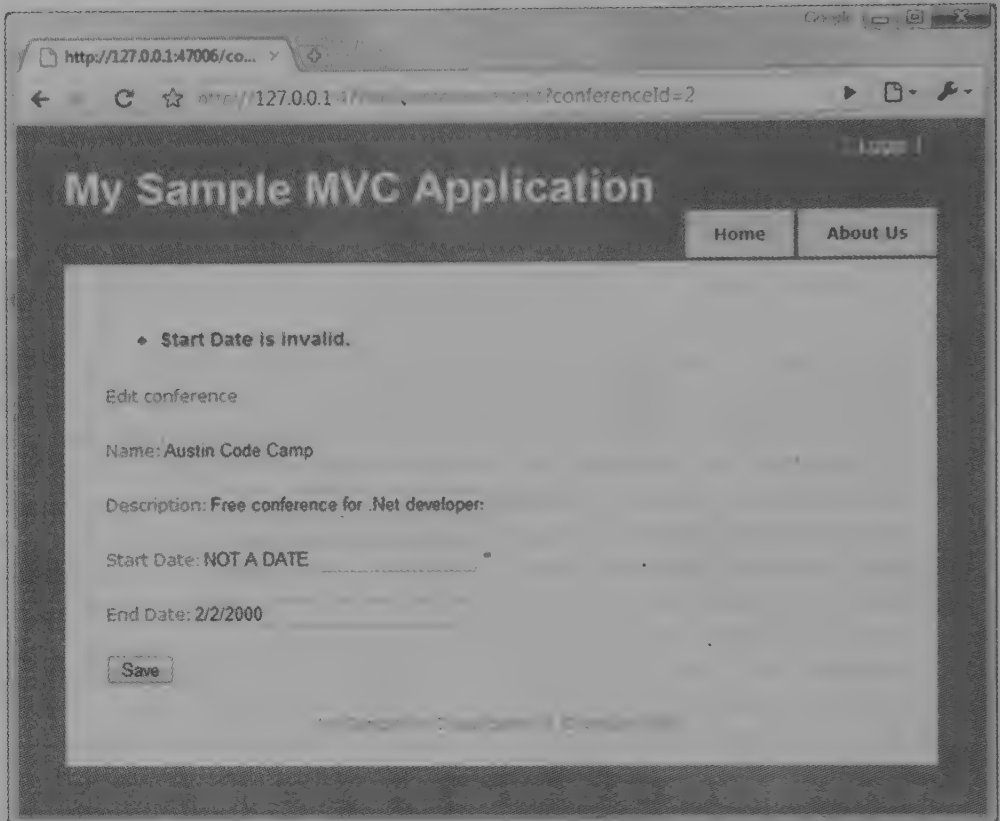 Google
http://127.0.0.1:47006/co...
127.0.0.1 ?conferenceId=2
My Sample MVC Application
Home About Us
Start Date is invalid.
Edit conference
Name: Austin Code Camp
Description: Free conference for .Net developer:
Start Date: NOT A DATE *
End Date: 2/2/2000
Save